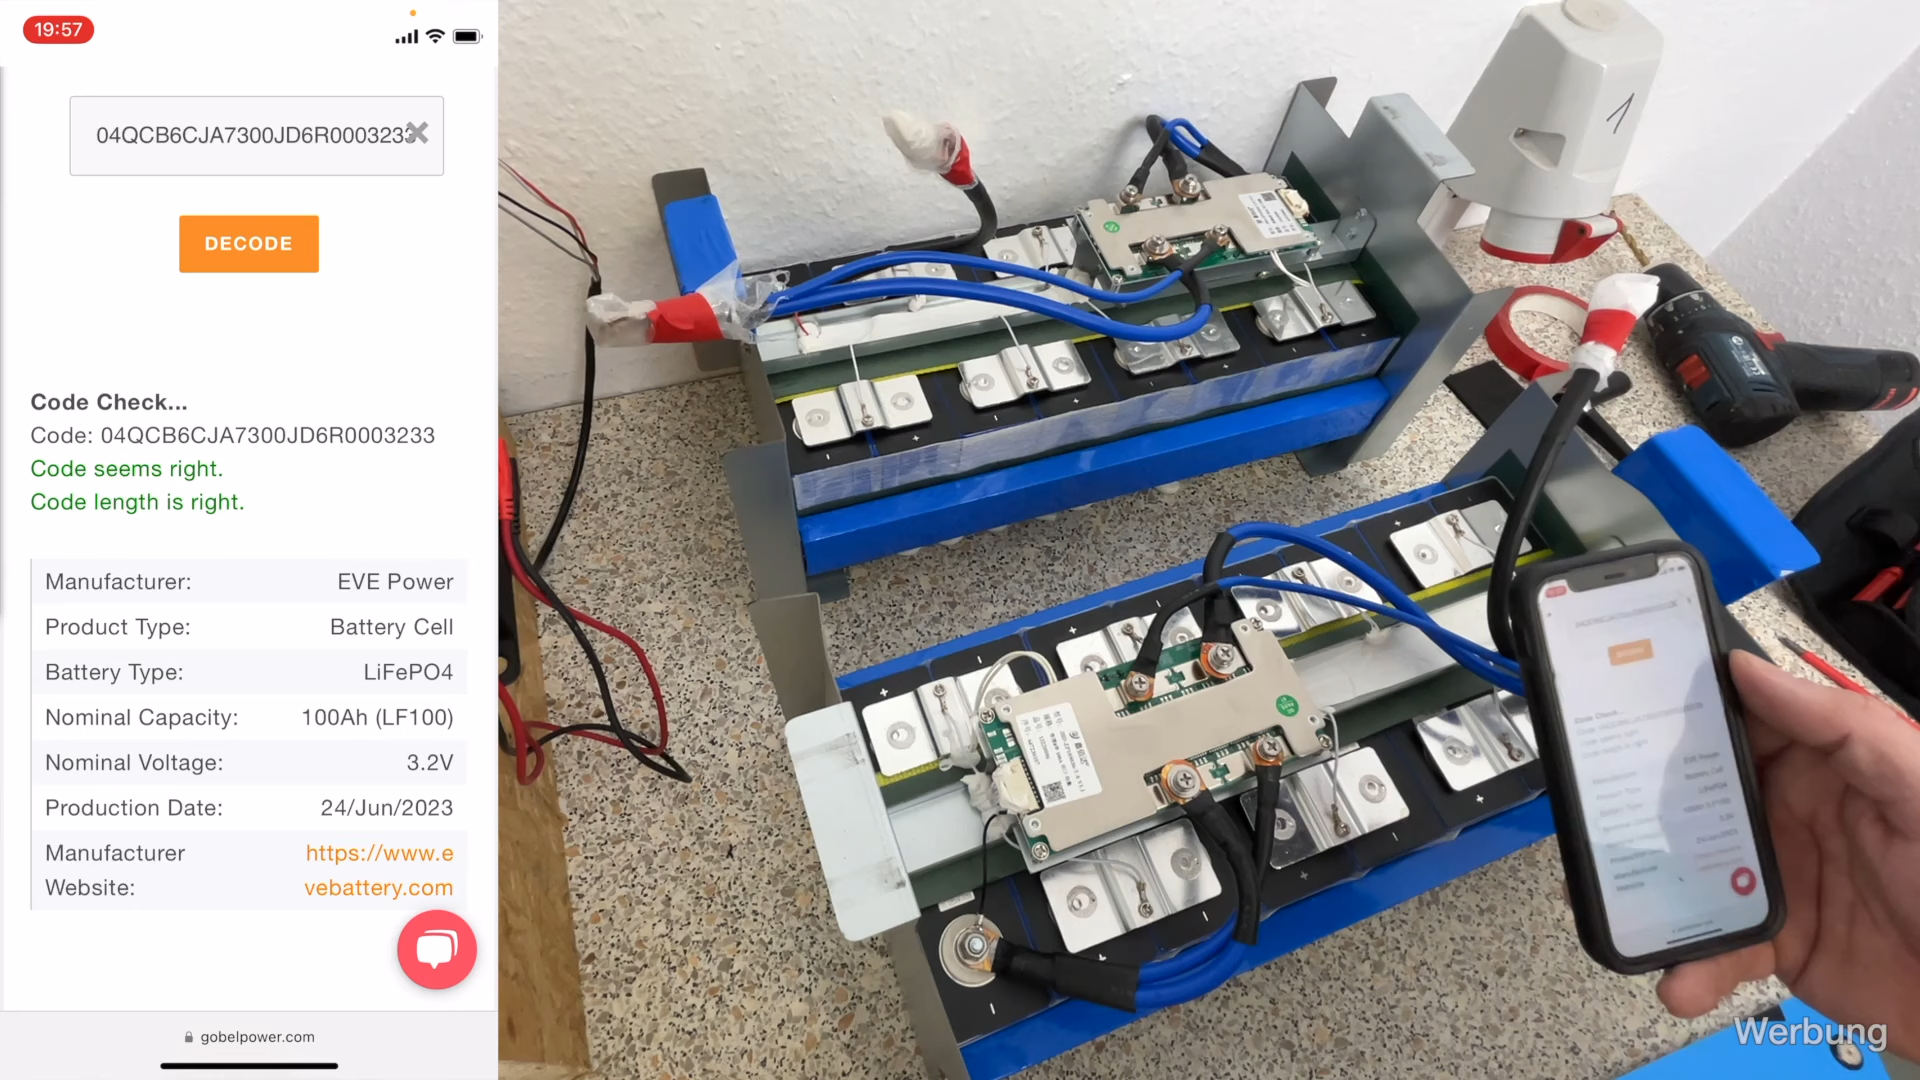 19:57
04QCB6CJA7300JD6R0003233
DECODE
Code Check...
Code: 04QCB6CJA7300JD6R0003233
Code seems right.
Code length is right.
Manufacturer: EVE Power
Product Type: Battery Cell
Battery Type: LiFePO4
Nominal Capacity: 100Ah (LF100)
Nominal Voltage: 3.2V
Production Date: 24/Jun/2023
Manufacturer https://www.e
Website: vebattery.com
gobelpower.com
1
Werbung